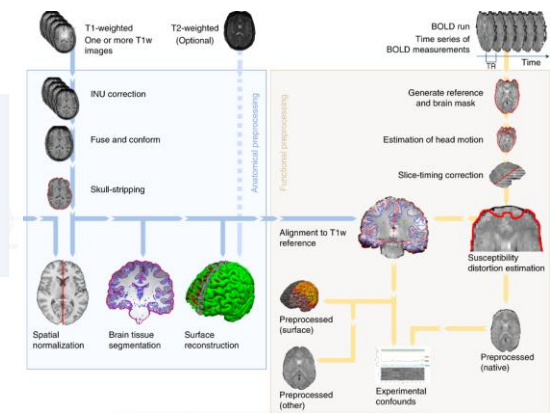 T1-weighted
One or more T1w
images
T2-weighted
(Optional)
BOLD run
Time series of
BOLD measurements
TR
Time
INU correction
Fuse and conform
Skull-stripping
Anatomical preprocessing
Functional preprocessing
Generate reference
and brain mask
Estimation of head motion
Slice-timing correction
Alignment to T1w
reference
Susceptibility
distortion estimation
Spatial
normalization
Brain tissue
segmentation
Surface
reconstruction
Preprocessed
(surface)
Preprocessed
(other)
Experimental
confounds
Preprocessed
(native)